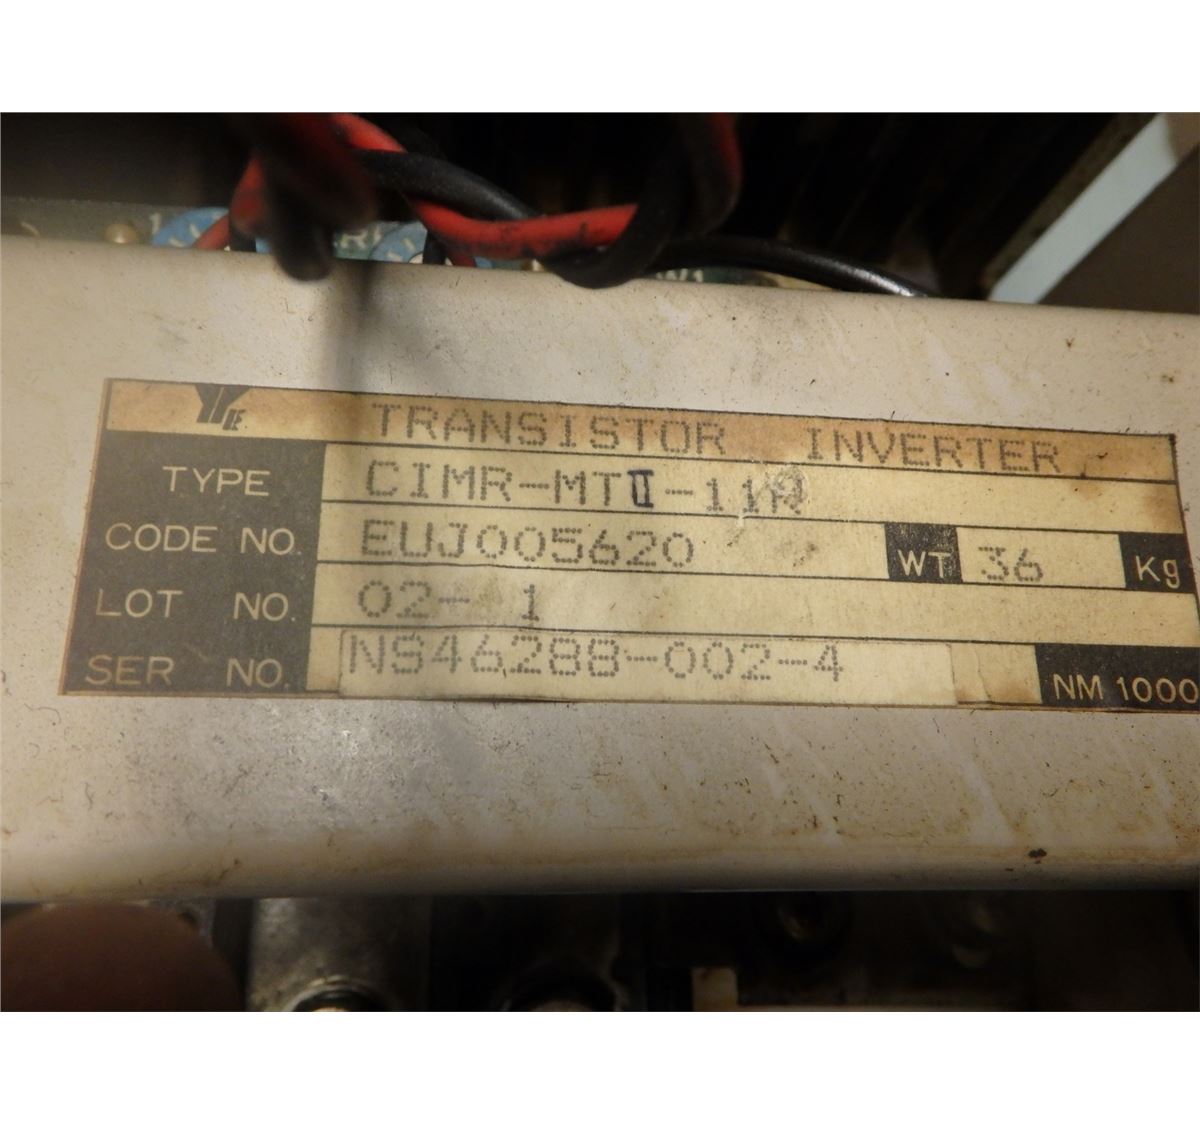 TRANSISTOR INVERTER
TYPE CIMR-MTII-11K
CODE NO. EUJ005620 WT 36 Kg
LOT NO. 02- 1
SER NO. NS46288-002-4 NM 1000